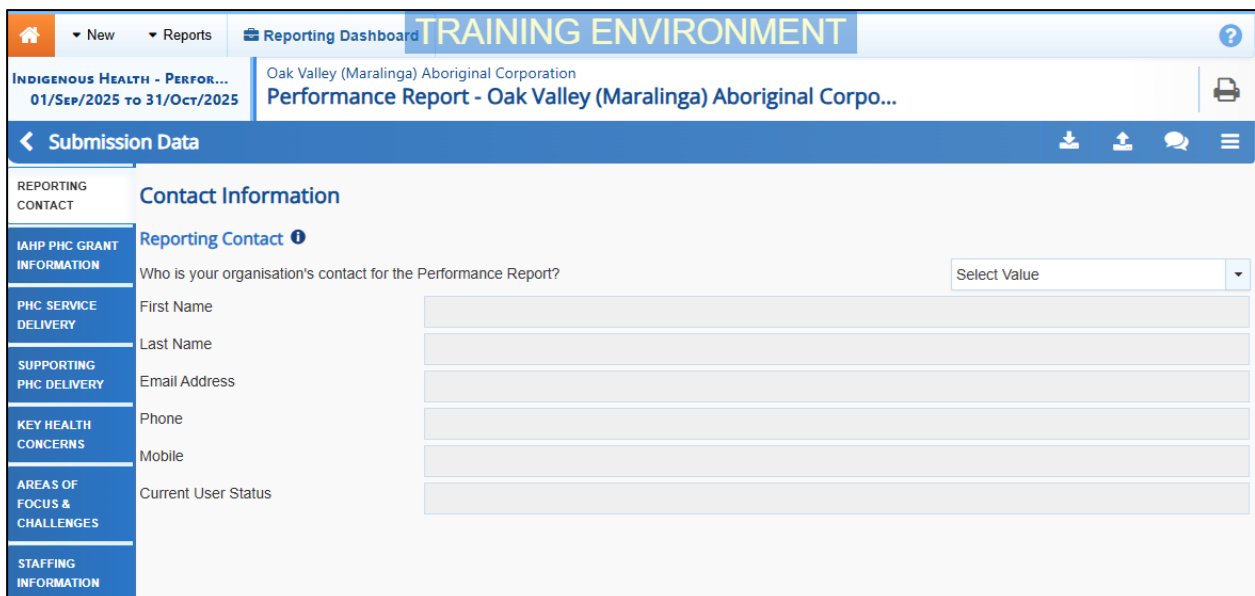 New
Reports
Reporting Dashboard
TRAINING ENVIRONMENT
Indigenous Health - Perfor...
01/Sep/2025 to 31/Oct/2025
Oak Valley (Maralinga) Aboriginal Corporation
Performance Report - Oak Valley (Maralinga) Aboriginal Corpo...
Submission Data
REPORTING
CONTACT
IAHP PHC GRANT
INFORMATION
PHC SERVICE
DELIVERY
SUPPORTING
PHC DELIVERY
KEY HEALTH
CONCERNS
AREAS OF
FOCUS &
CHALLENGES
STAFFING
INFORMATION
Contact Information
Reporting Contact
Who is your organisation's contact for the Performance Report?
Select Value
First Name
Last Name
Email Address
Phone
Mobile
Current User Status